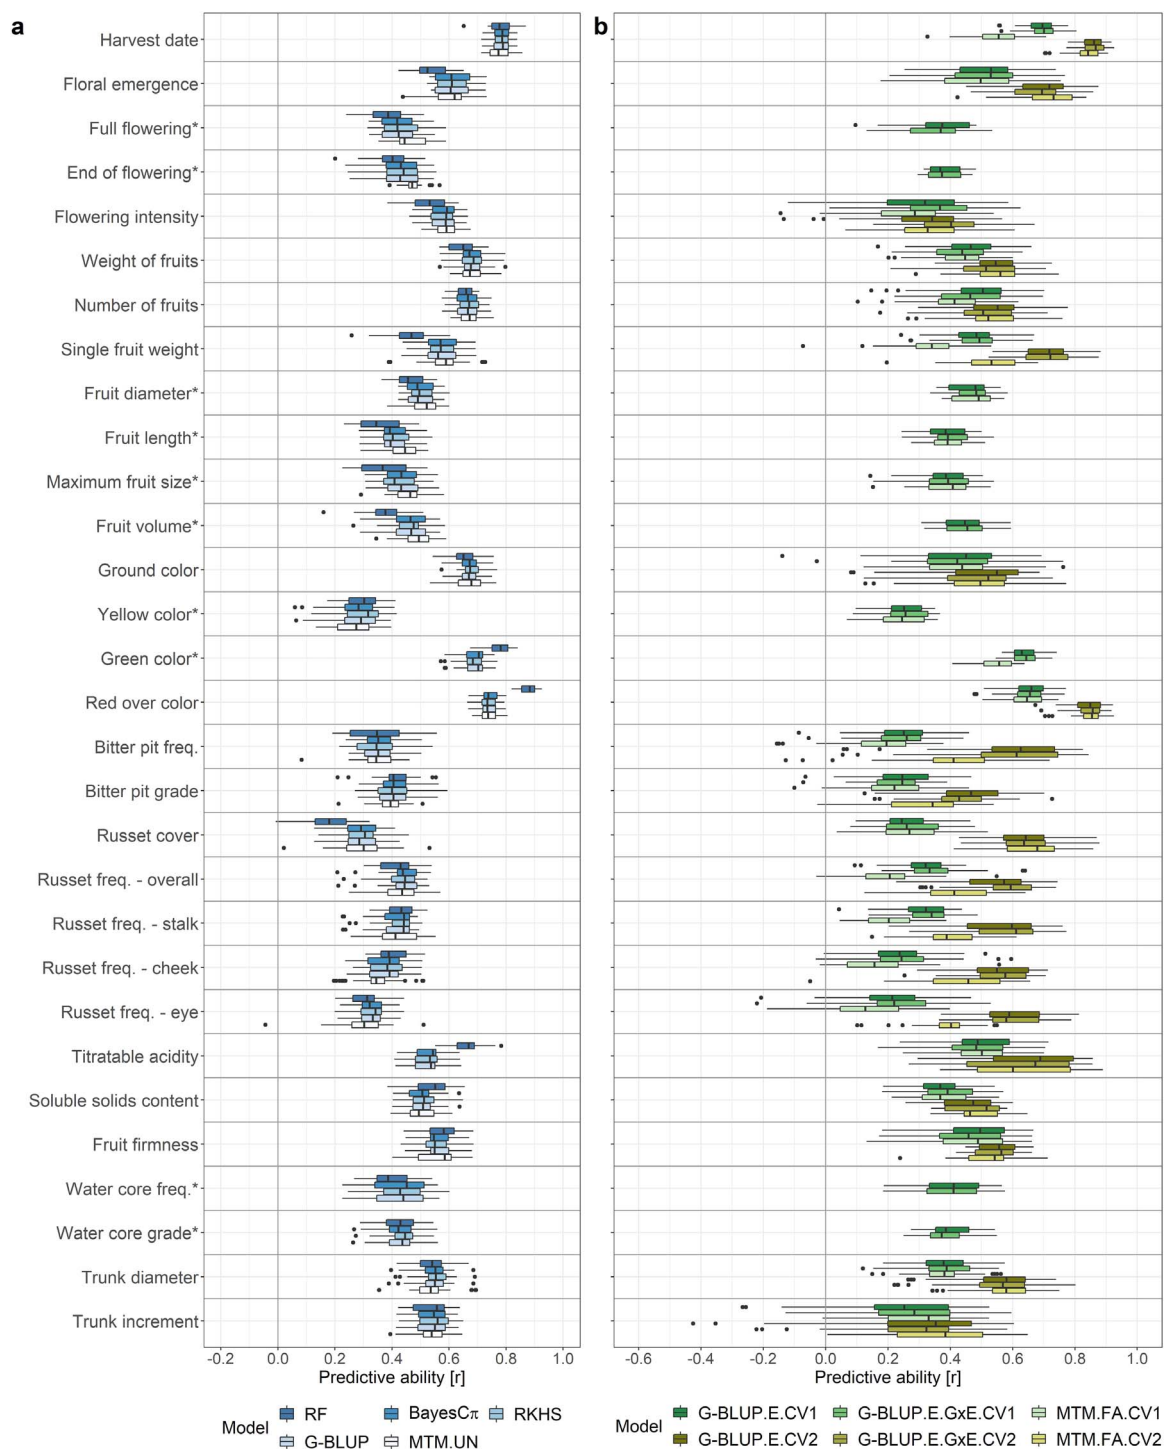 a
b
Harvest date
Floral emergence
Full flowering*
End of flowering*
Flowering intensity
Weight of fruits
Number of fruits
Single fruit weight
Fruit diameter*
Fruit length*
Maximum fruit size*
Fruit volume*
Ground color
Yellow color*
Green color*
Red over color
Bitter pit freq.
Bitter pit grade
Russet cover
Russet freq. - overall
Russet freq. - stalk
Russet freq. - cheek
Russet freq. - eye
Titratable acidity
Soluble solids content
Fruit firmness
Water core freq.*
Water core grade*
Trunk diameter
Trunk increment
-0.2 0.0 0.2 0.4 0.6 0.8 1.0
Predictive ability [r]
-0.6 -0.4 -0.2 0.0 0.2 0.4 0.6 0.8 1.0
Predictive ability [r]
Model
RF BayesCπ RKHS
G-BLUP MTM.UN
Model
G-BLUP.E.CV1 G-BLUP.E.GxE.CV1 MTM.FA.CV1
G-BLUP.E.CV2 G-BLUP.E.GxE.CV2 MTM.FA.CV2